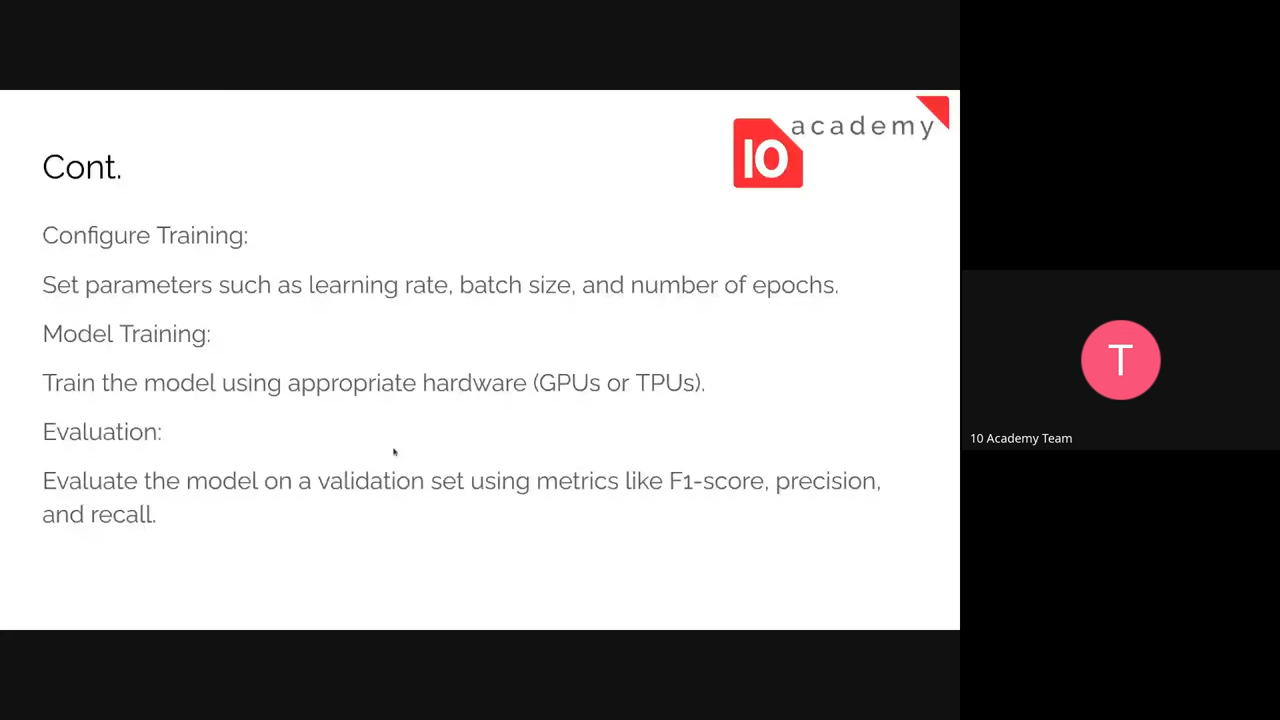 10 academy
Cont.
Configure Training:
Set parameters such as learning rate, batch size, and number of epochs.
Model Training:
Train the model using appropriate hardware (GPUs or TPUs).
Evaluation:
Evaluate the model on a validation set using metrics like F1-score, precision,
and recall.
T
10 Academy Team